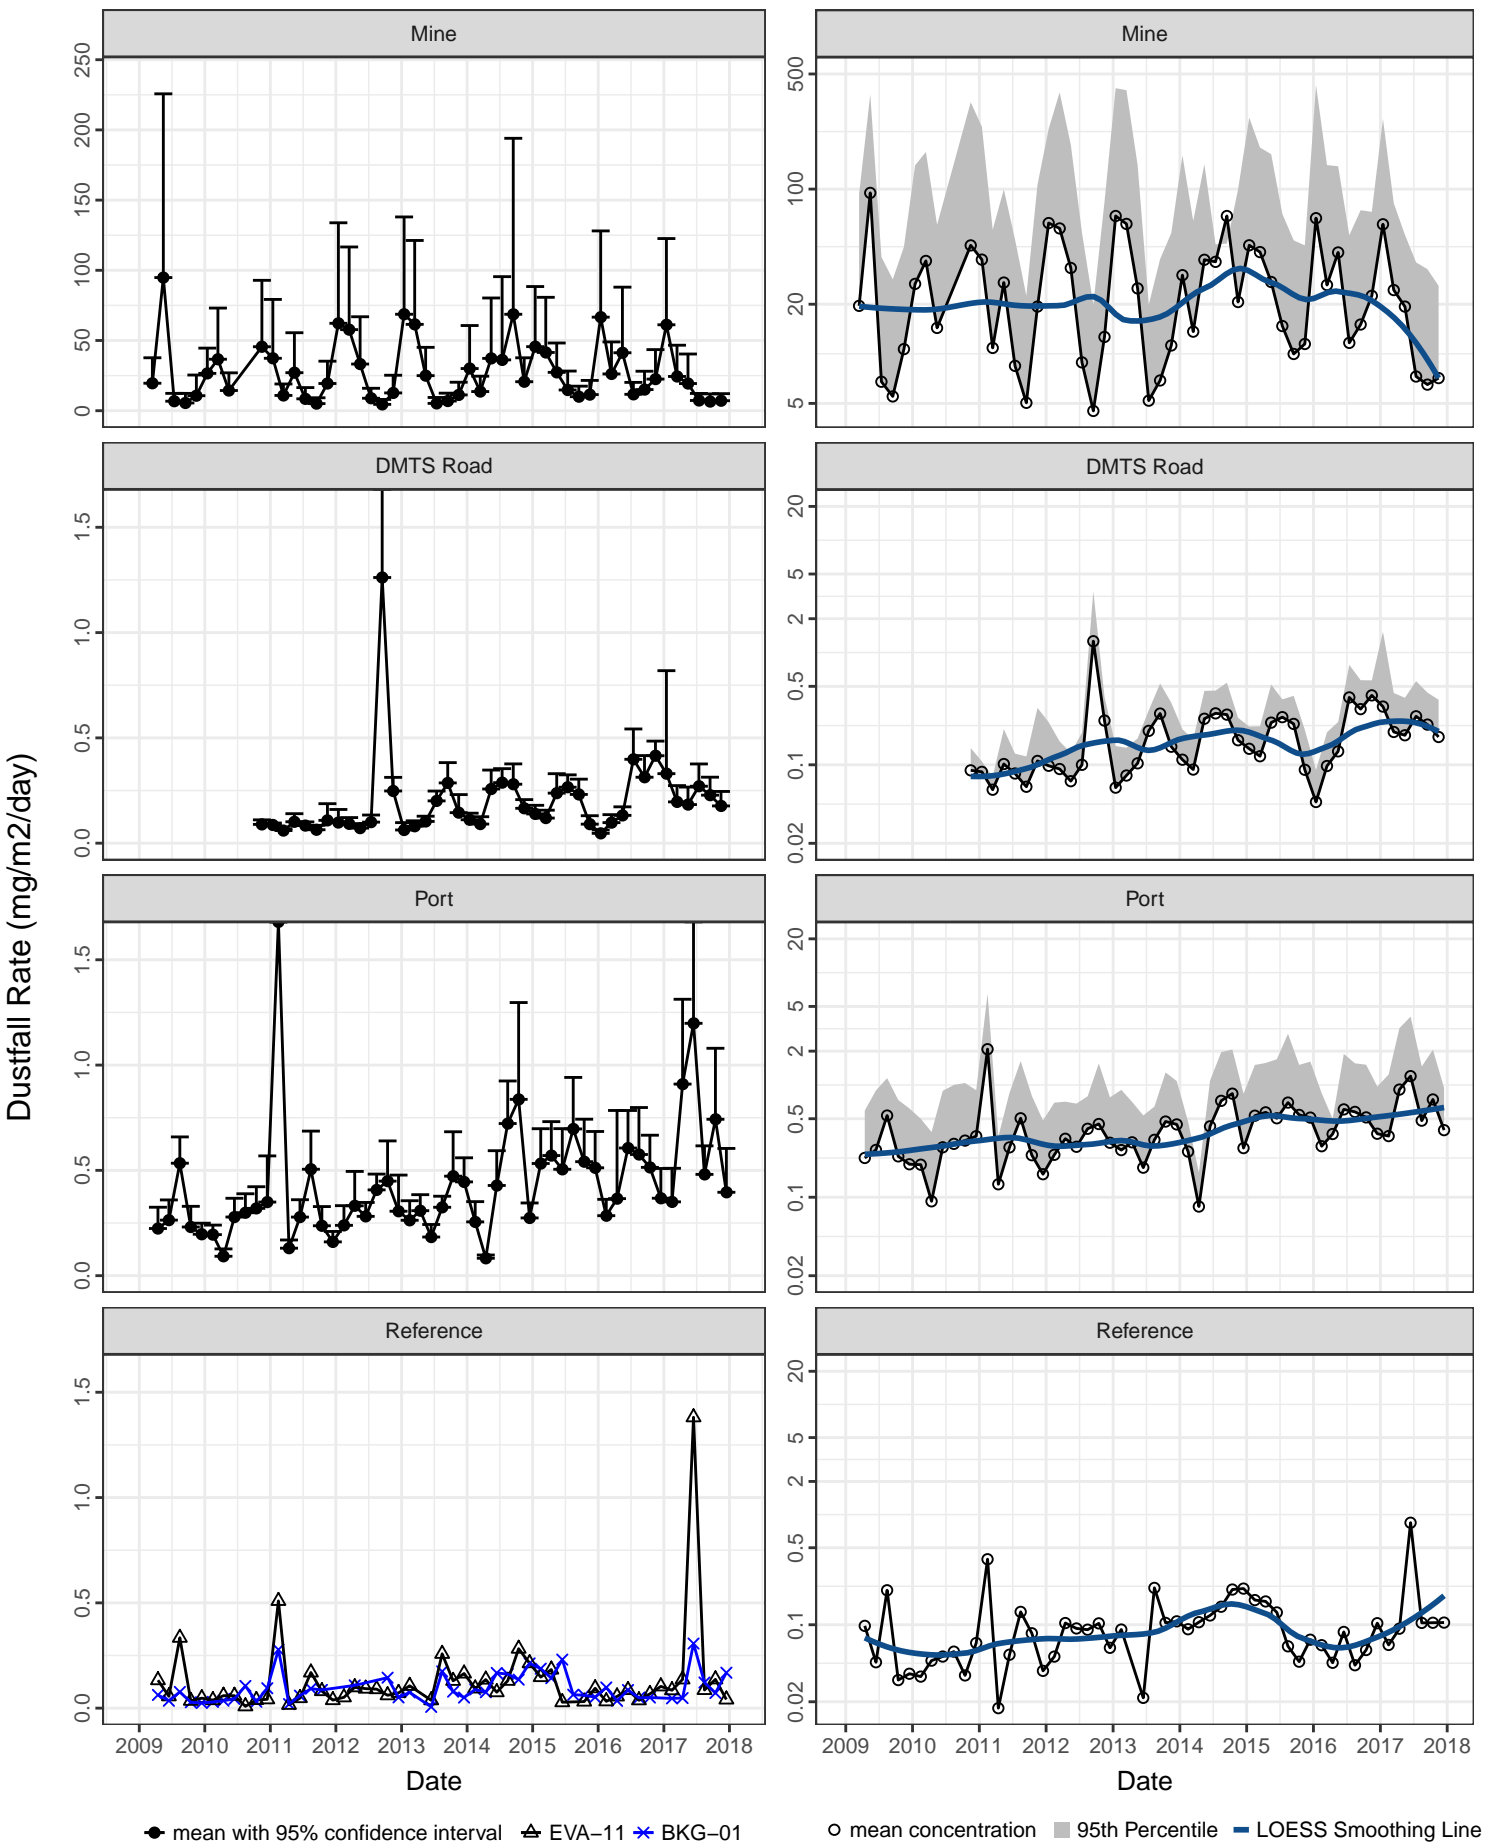 Mine
Mine
250
200
150
100
50
0
500
100
20
5
DMTS Road
DMTS Road
1.5
1.0
0.5
0.0
20
5
2
0.5
0.1
0.02
Dustfall Rate (mg/m2/day)
Port
Port
1.5
1.0
0.5
0.0
20
5
2
0.5
0.1
0.02
Reference
Reference
1.5
1.0
0.5
0.0
20
5
2
0.5
0.1
0.02
2009 2010 2011 2012 2013 2014 2015 2016 2017 2018
2009 2010 2011 2012 2013 2014 2015 2016 2017 2018
Date
Date
mean with 95% confidence interval EVA−11 BKG−01
mean concentration 95th Percentile LOESS Smoothing Line